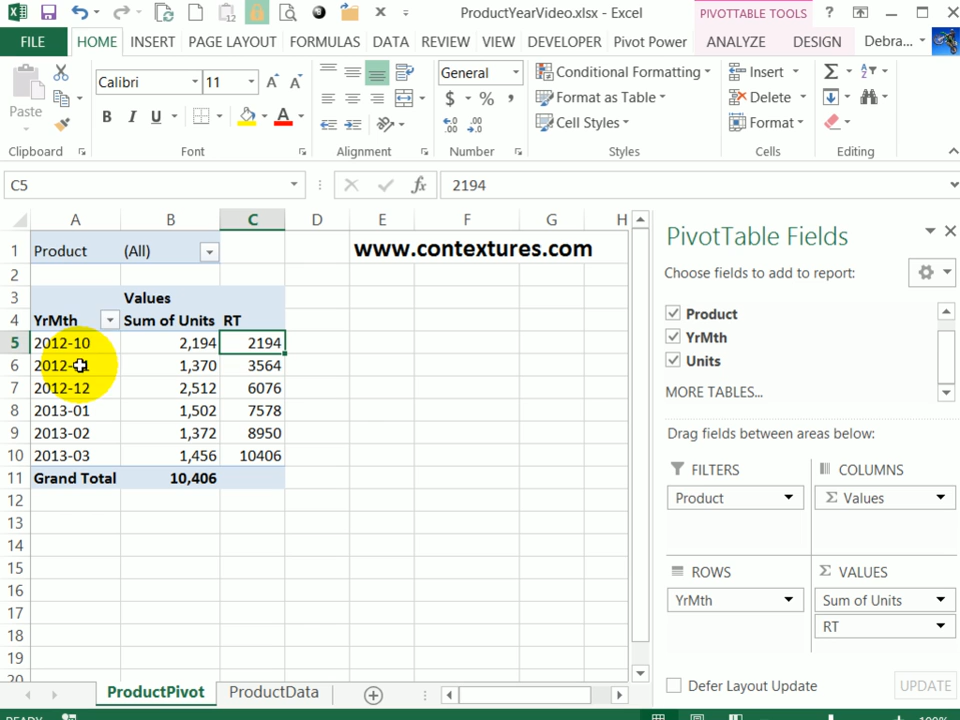 ProductYearVideo.xlsx - Excel
PIVOTTABLE TOOLS
?
FILE HOME INSERT PAGE LAYOUT FORMULAS DATA REVIEW VIEW DEVELOPER Pivot Power ANALYZE DESIGN Debra...
Paste
Calibri 11
B I U
General
$ % ,
Conditional Formatting
Format as Table
Cell Styles
Insert
Delete
Format
Clipboard Font Alignment Number Styles Cells Editing
C5 fx 2194
A B C D E F G H
1 Product (All) www.contextures.com
2
3 Values
4 YrMth Sum of Units RT
5 2012-10 2,194 2194
6 2012-11 1,370 3564
7 2012-12 2,512 6076
8 2013-01 1,502 7578
9 2013-02 1,372 8950
10 2013-03 1,456 10406
11 Grand Total 10,406
12
13
14
15
16
17
18
19
20
PivotTable Fields
Choose fields to add to report:
Product
YrMth
Units
MORE TABLES...
Drag fields between areas below:
FILTERS
Product
COLUMNS
Σ Values
ROWS
YrMth
Σ VALUES
Sum of Units
RT
Defer Layout Update UPDATE
ProductPivot ProductData
READY 100%